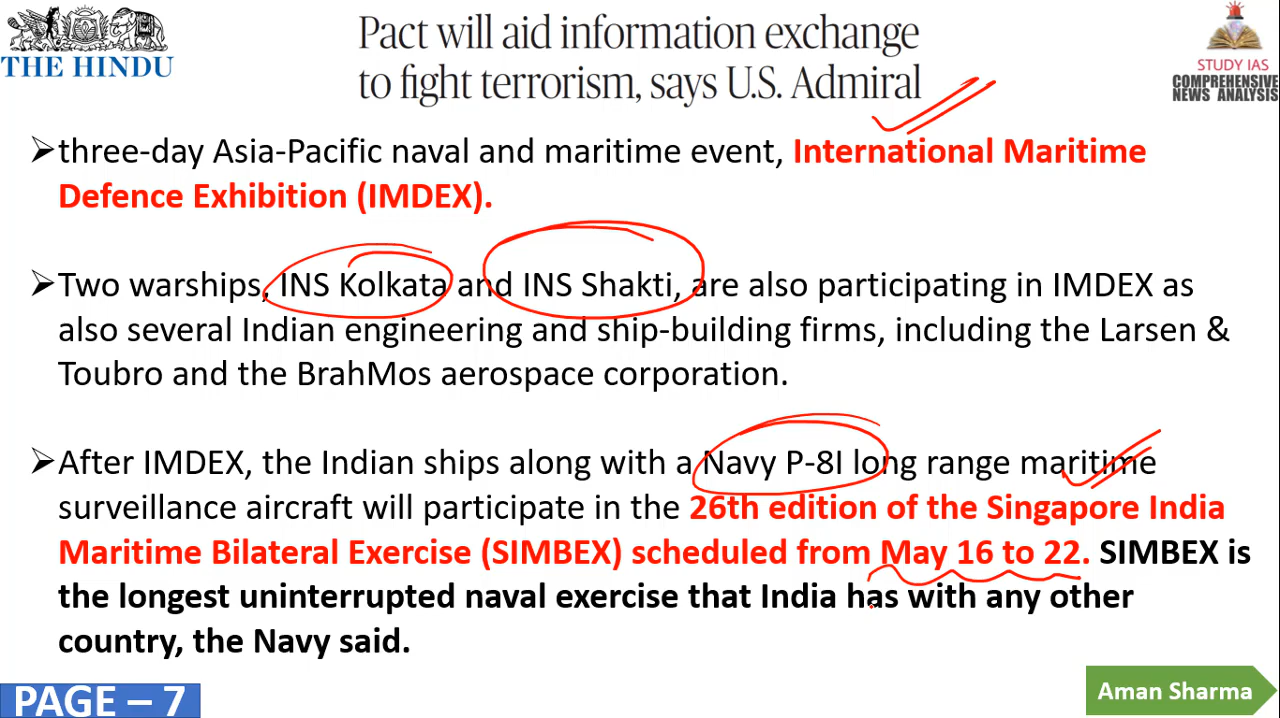 THE HINDU
Pact will aid information exchange
to fight terrorism, says U.S. Admiral
STUDY IAS
COMPREHENSIVE
NEWS ANALYSIS
➢three-day Asia-Pacific naval and maritime event, International Maritime
Defence Exhibition (IMDEX).
➢Two warships, INS Kolkata and INS Shakti, are also participating in IMDEX as
also several Indian engineering and ship-building firms, including the Larsen &
Toubro and the BrahMos aerospace corporation.
➢After IMDEX, the Indian ships along with a Navy P-8I long range maritime
surveillance aircraft will participate in the 26th edition of the Singapore India
Maritime Bilateral Exercise (SIMBEX) scheduled from May 16 to 22. SIMBEX is
the longest uninterrupted naval exercise that India has with any other
country, the Navy said.
PAGE – 7
Aman Sharma